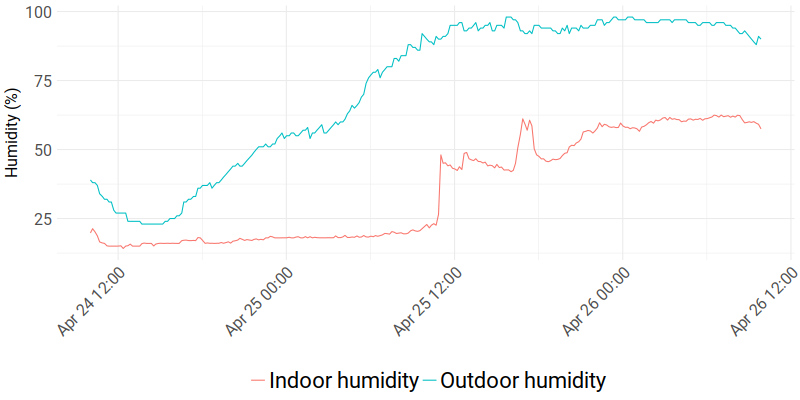 100
75
50
25
Humidity (%)
Apr 24 12:00
Apr 25 00:00
Apr 25 12:00
Apr 26 00:00
Apr 26 12:00
Indoor humidity Outdoor humidity